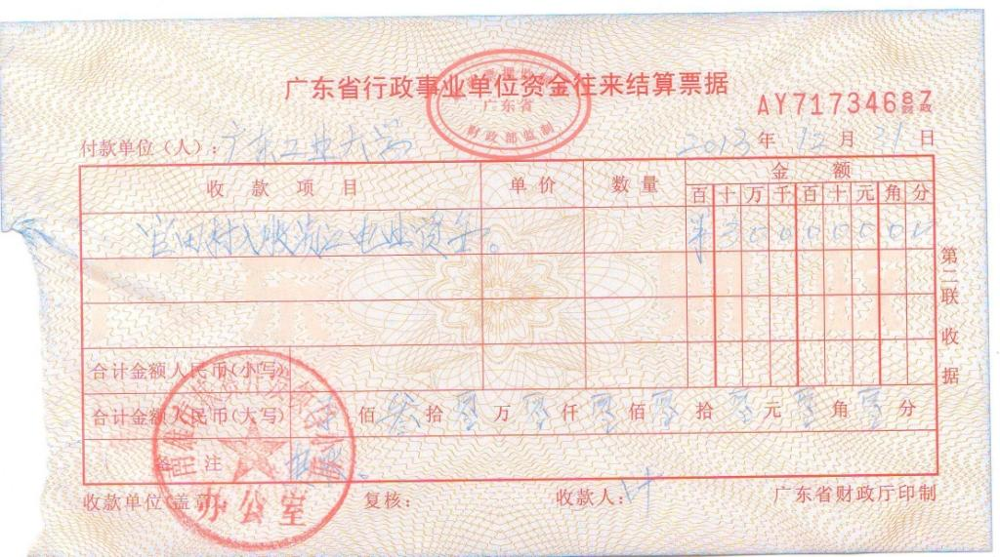 广东省行政事业单位资金往来结算票据
广东省
财政部监制
AY71734687
财政
付款单位（人）：广东工业大学
2013年12月31日
收款项目 单价 数量 金额
百十万千百十元角分
第二联收据
合计金额人民币(小写)
合计金额人民币(大写) 佰叁拾零万零仟零佰零拾零元零角零分
备注
收款单位(盖章) 复核： 收款人：叶 广东省财政厅印制
办公室